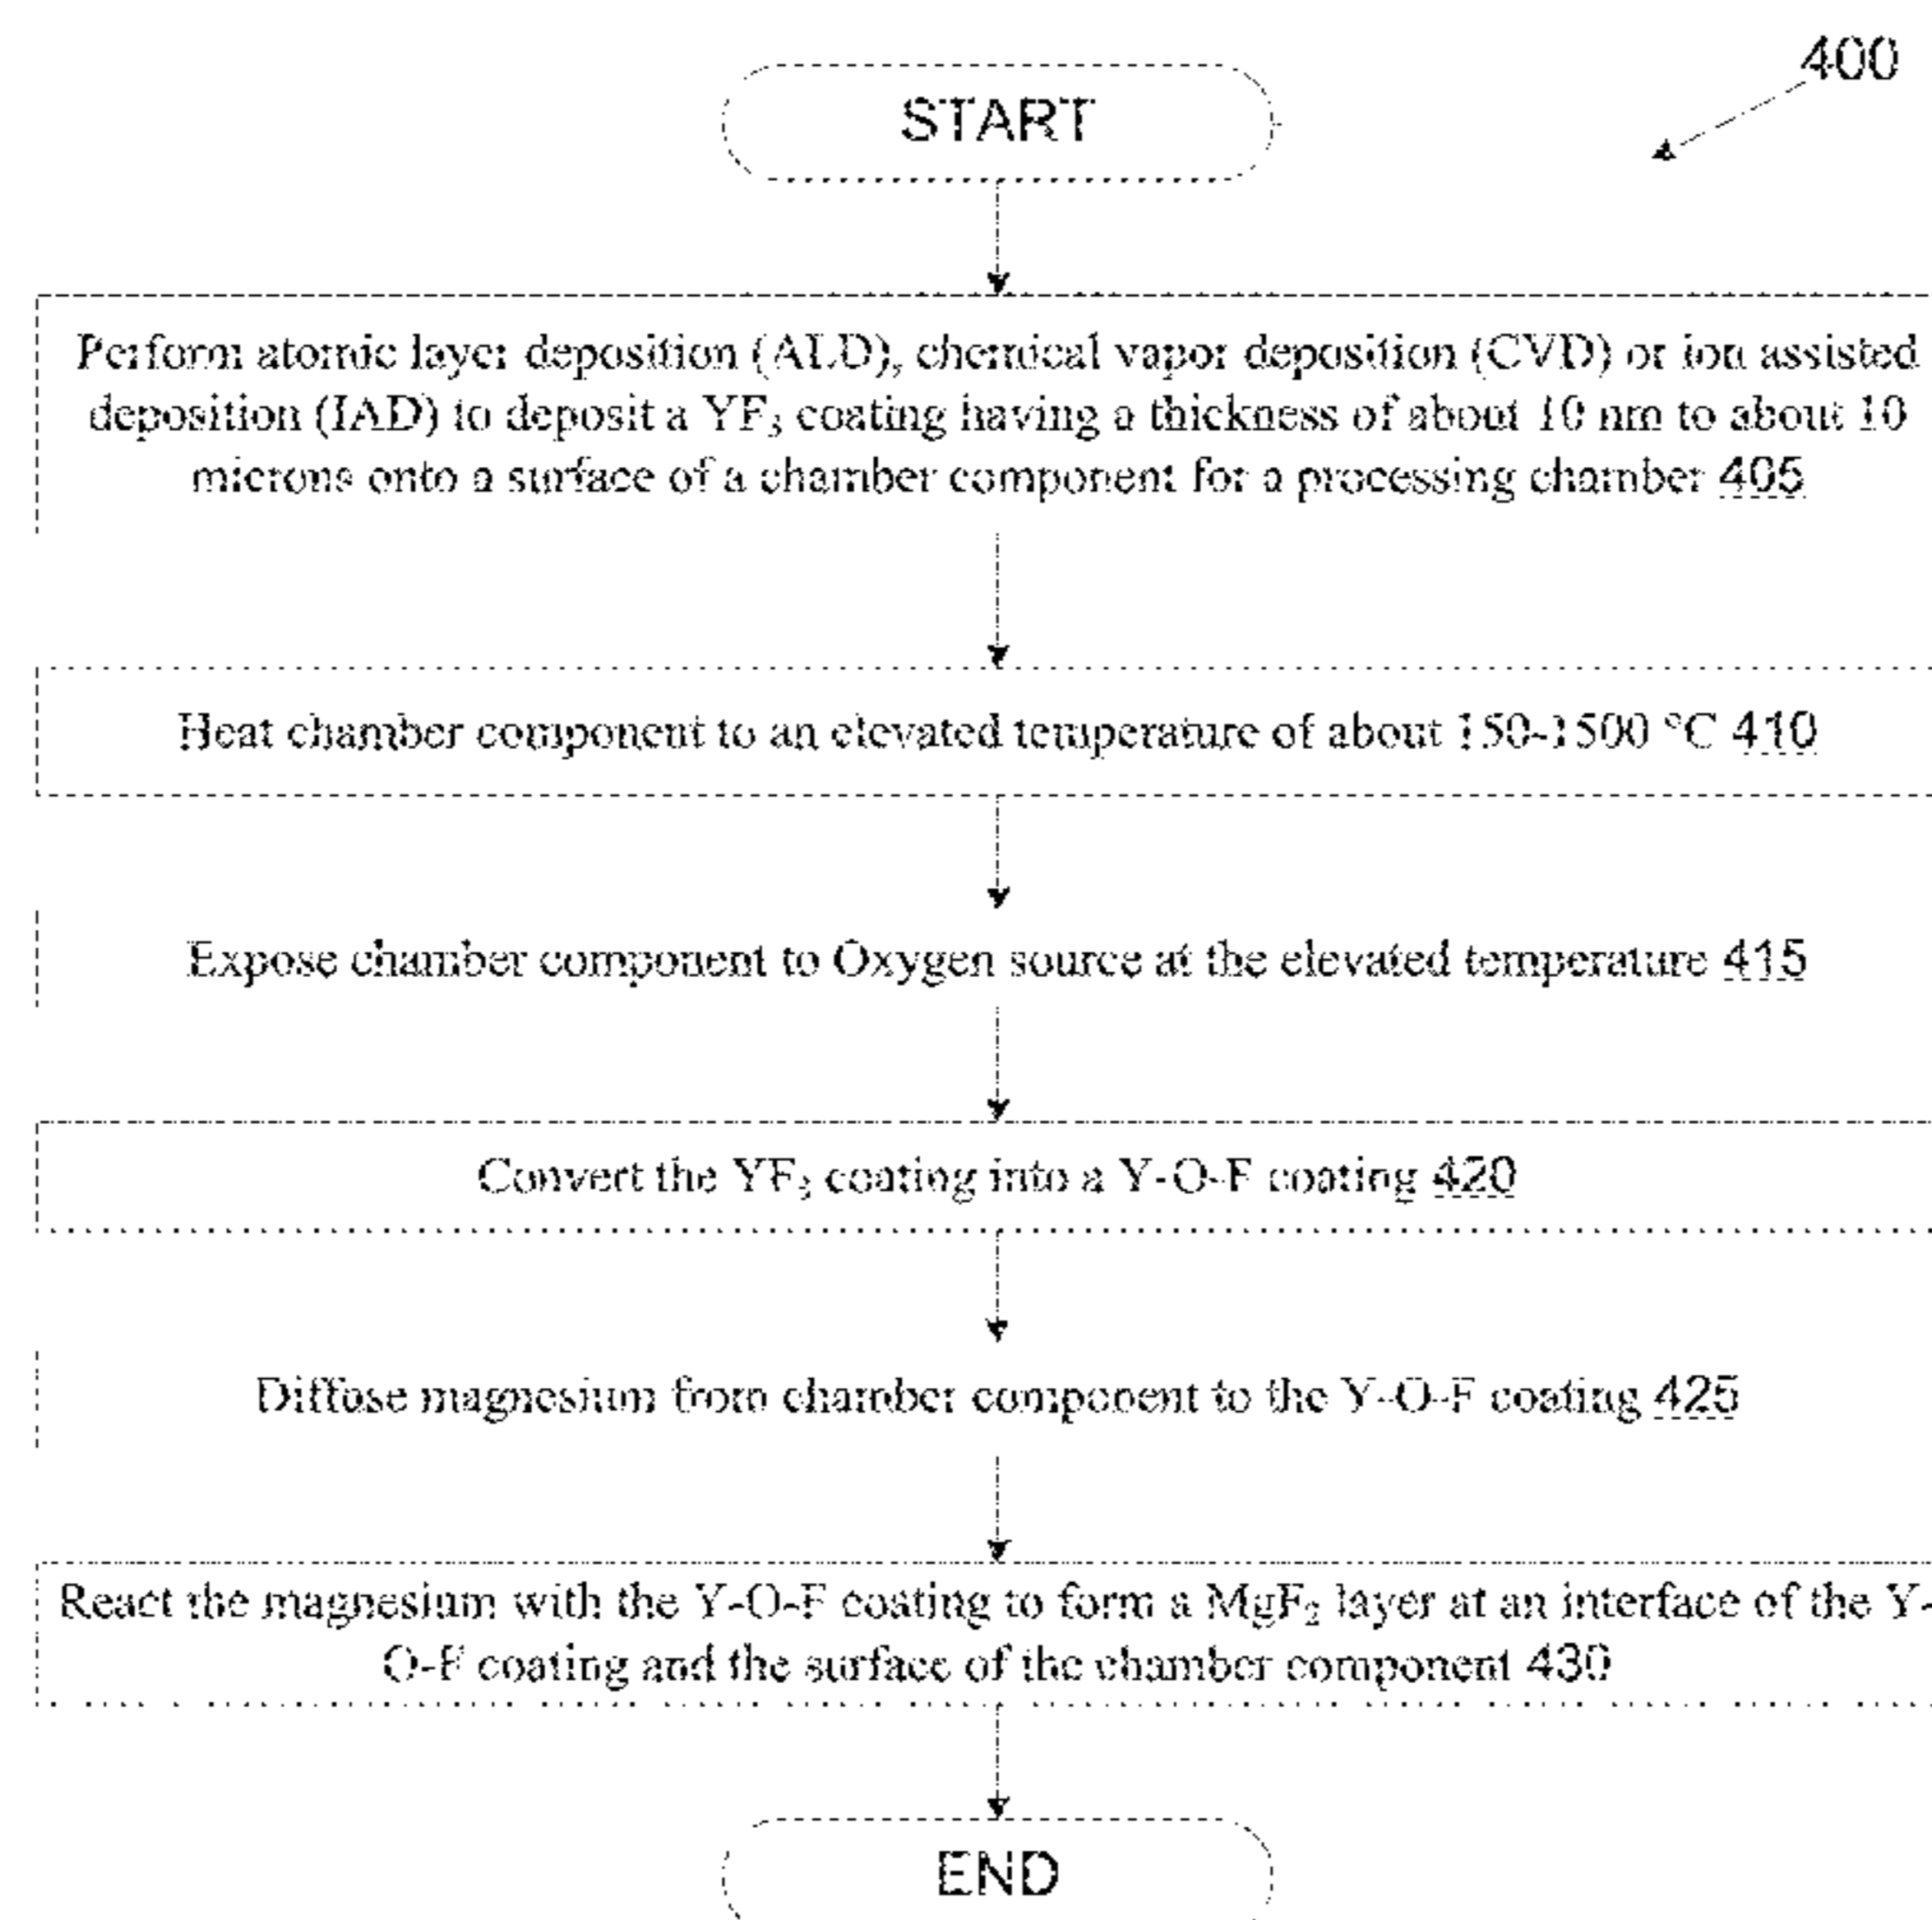 400
START
Perform atomic layer deposition (ALD), chemical vapor deposition (CVD) or ion assisted
deposition (IAD) to deposit a YF₃ coating having a thickness of about 10 nm to about 10
microns onto a surface of a chamber component for a processing chamber 405
Heat chamber component to an elevated temperature of about 150-1500 °C 410
Expose chamber component to Oxygen source at the elevated temperature 415
Convert the YF₃ coating into a Y-O-F coating 420
Diffuse magnesium from chamber component to the Y-O-F coating 425
React the magnesium with the Y-O-F coating to form a MgF₂ layer at an interface of the Y-
O-F coating and the surface of the chamber component 430
END